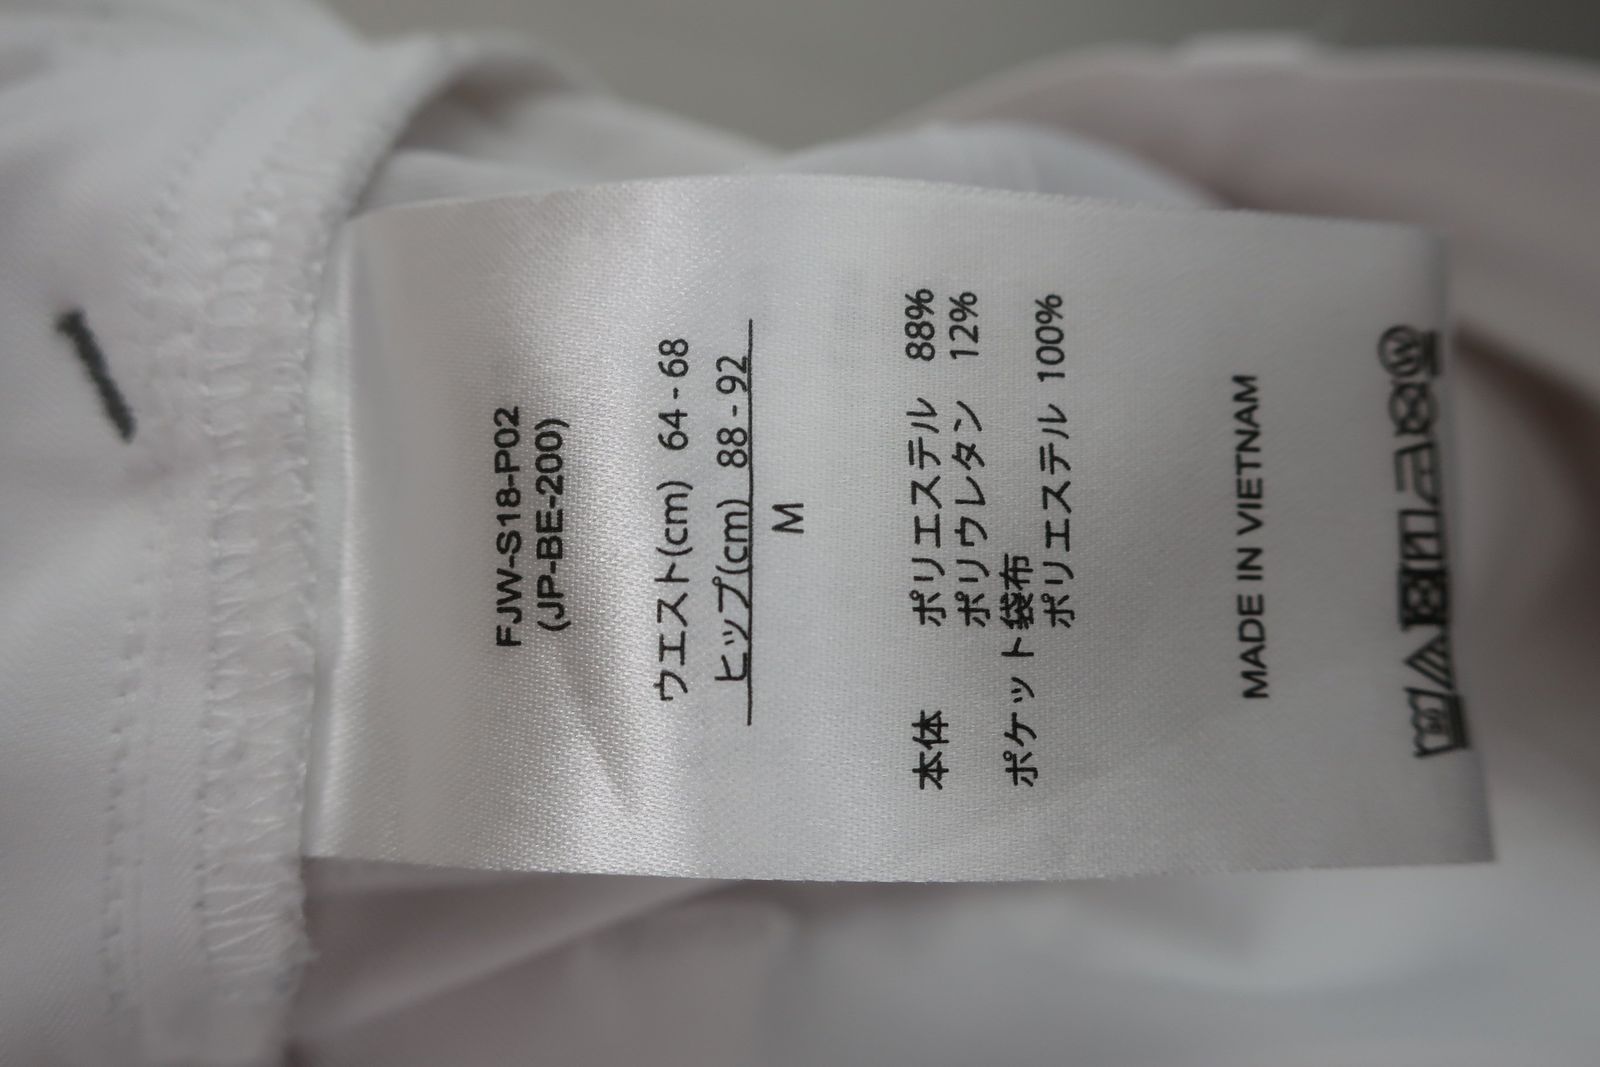 FJW-S18-P02
(JP-BE-200)
ウエスト(cm) 64 - 68
ヒップ(cm) 88 - 92
M
本体 ポリエステル 88%
ポリウレタン 12%
ポケット袋布
ポリエステル 100%
MADE IN VIETNAM